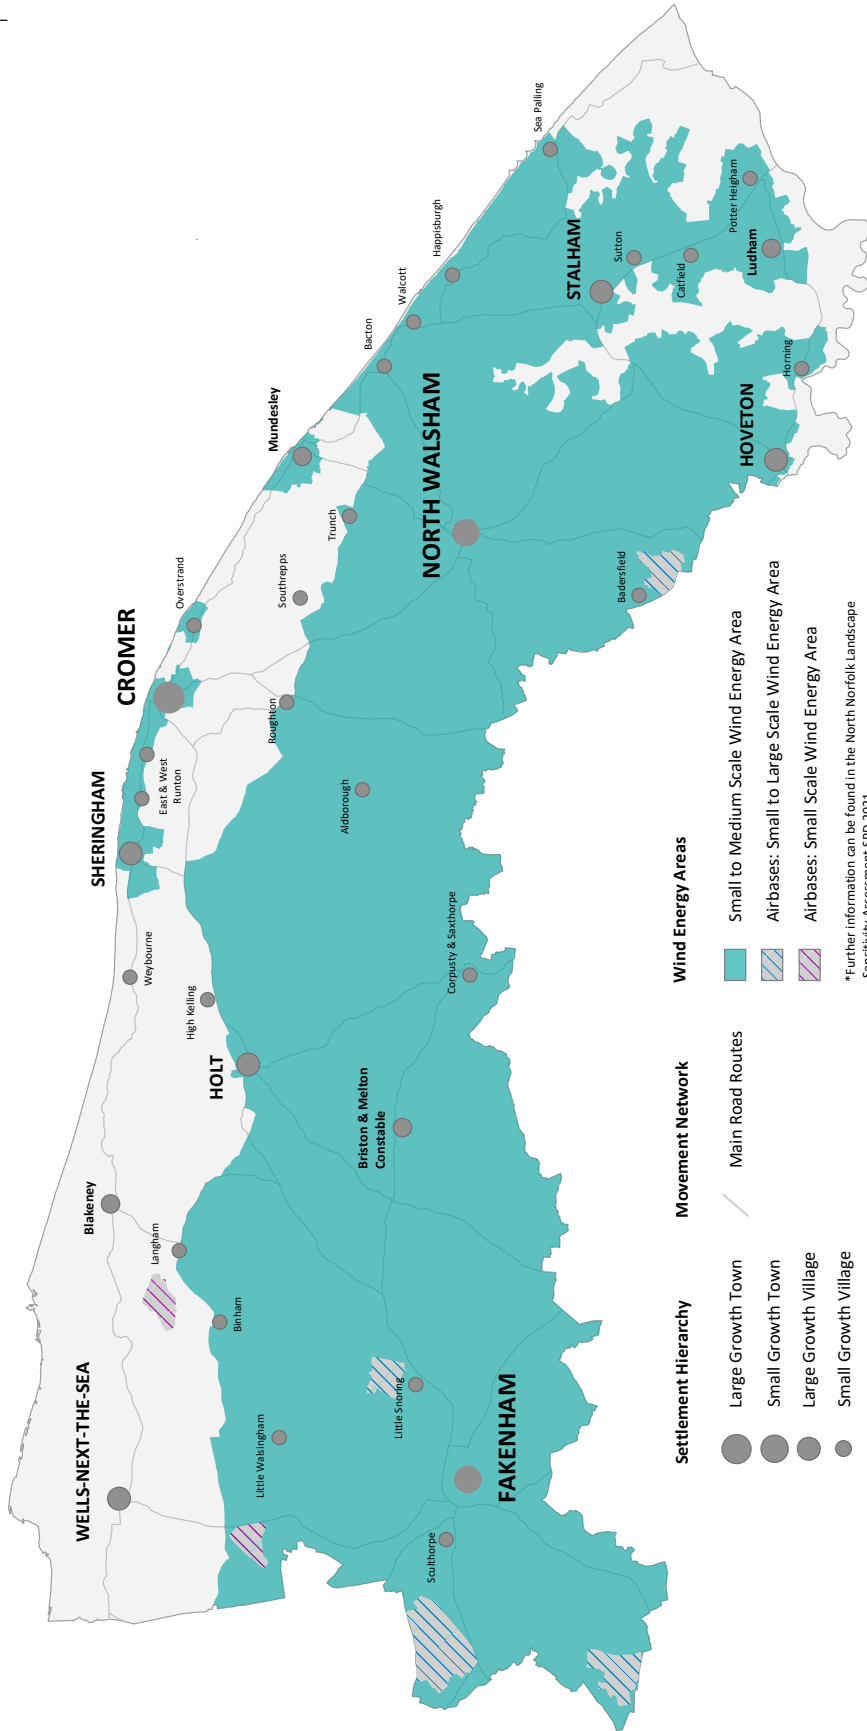 WELLS-NEXT-THE-SEA
Blakeney
Langham
Binham
Little Walsingham
Little Snoring
FAKENHAM
Sculthorpe
HOLT
High Kelling
Weybourne
Briston & Melton
Constable
Corpusty & Saxthorpe
SHERINGHAM
East & West
Runton
CROMER
Overstrand
Roughton
Aldborough
Southrepps
Trunch
Mundesley
NORTH WALSHAM
Bacton
Walcott
Happisburgh
Sea Palling
STALHAM
Sutton
Catfield
Potter Heigham
Ludham
Horning
HOVETON
Badersfield
Settlement Hierarchy
Large Growth Town
Small Growth Town
Large Growth Village
Small Growth Village
Movement Network
Main Road Routes
Wind Energy Areas
Small to Medium Scale Wind Energy Area
Airbases: Small to Large Scale Wind Energy Area
Airbases: Small Scale Wind Energy Area
*Further information can be found in the North Norfolk Landscape
Sensitivity Assessment SPD 2021